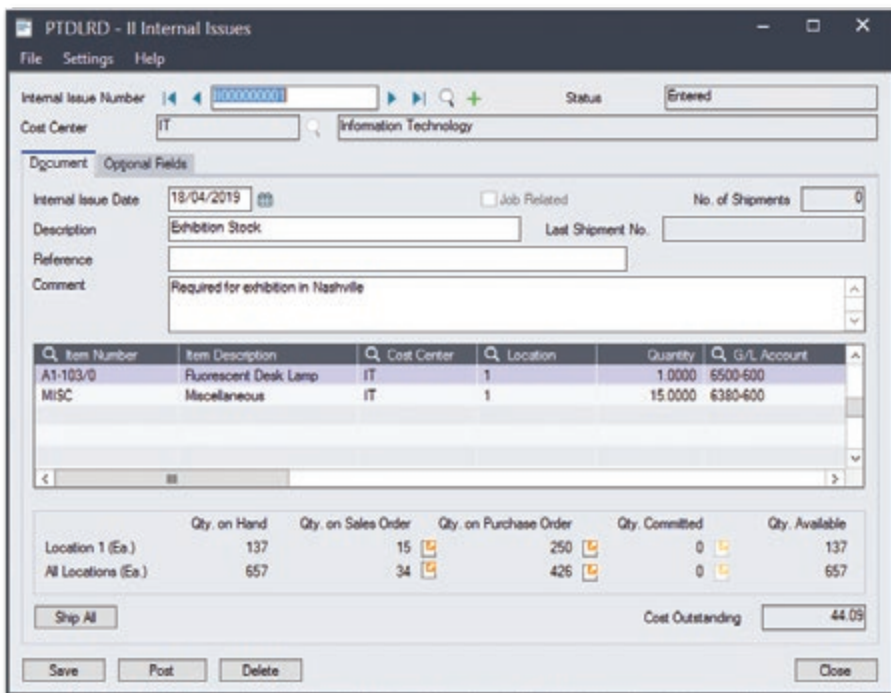 PTDLRD - II Internal Issues
File Settings Help
Internal Issue Number II000000001 Status Entered
Cost Center IT Information Technology
Document Optional Fields
Internal Issue Date 18/04/2019 Job Related No. of Shipments 0
Description Exhibition Stock Last Shipment No.
Reference
Comment Required for exhibition in Nashville
Item Number Item Description Cost Center Location Quantity G/L Account
A1-103/0 Fluorescent Desk Lamp IT 1 1.0000 6500-600
MISC Miscellaneous IT 1 15.0000 6380-600
Qty. on Hand Qty. on Sales Order Qty. on Purchase Order Qty. Committed Qty. Available
Location 1 (Ea.) 137 15 250 0 137
All Locations (Ea.) 657 34 426 0 657
Ship All Cost Outstanding 44.09
Save Post Delete Close